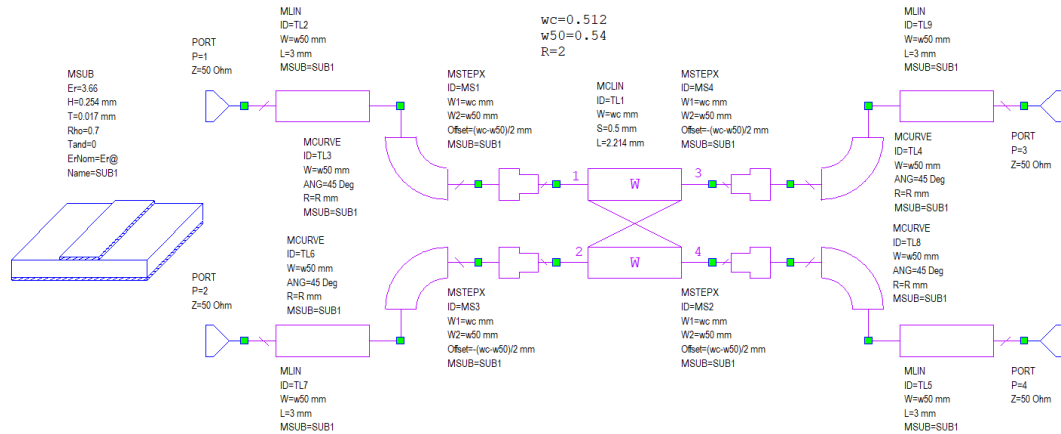 MLIN
ID=TL2
W=w50 mm
L=3 mm
MSUB=SUB1
wc=0.512
w50=0.54
R=2
MLIN
ID=TL9
W=w50 mm
L=3 mm
MSUB=SUB1
PORT
P=1
Z=50 Ohm
MSUB
Er=3.66
H=0.254 mm
T=0.017 mm
Rho=0.7
Tand=0
ErNom=Er@
Name=SUB1
MSTEPX
ID=MS1
W1=wc mm
W2=w50 mm
Offset=(wc-w50)/2 mm
MSUB=SUB1
MCLIN
ID=TL1
W=wc mm
S=0.5 mm
L=2.214 mm
MSTEPX
ID=MS4
W1=wc mm
W2=w50 mm
Offset=-(wc-w50)/2 mm
MSUB=SUB1
MCURVE
ID=TL3
W=w50 mm
ANG=45 Deg
R=R mm
MSUB=SUB1
MCURVE
ID=TL4
W=w50 mm
ANG=45 Deg
R=R mm
MSUB=SUB1
PORT
P=3
Z=50 Ohm
1
W
3
2
W
4
MCURVE
ID=TL6
W=w50 mm
ANG=45 Deg
R=R mm
MSUB=SUB1
MCURVE
ID=TL8
W=w50 mm
ANG=45 Deg
R=R mm
MSUB=SUB1
PORT
P=2
Z=50 Ohm
MSTEPX
ID=MS3
W1=wc mm
W2=w50 mm
Offset=-(wc-w50)/2 mm
MSUB=SUB1
MSTEPX
ID=MS2
W1=wc mm
W2=w50 mm
Offset=(wc-w50)/2 mm
MSUB=SUB1
MLIN
ID=TL7
W=w50 mm
L=3 mm
MSUB=SUB1
MLIN
ID=TL5
W=w50 mm
L=3 mm
MSUB=SUB1
PORT
P=4
Z=50 Ohm